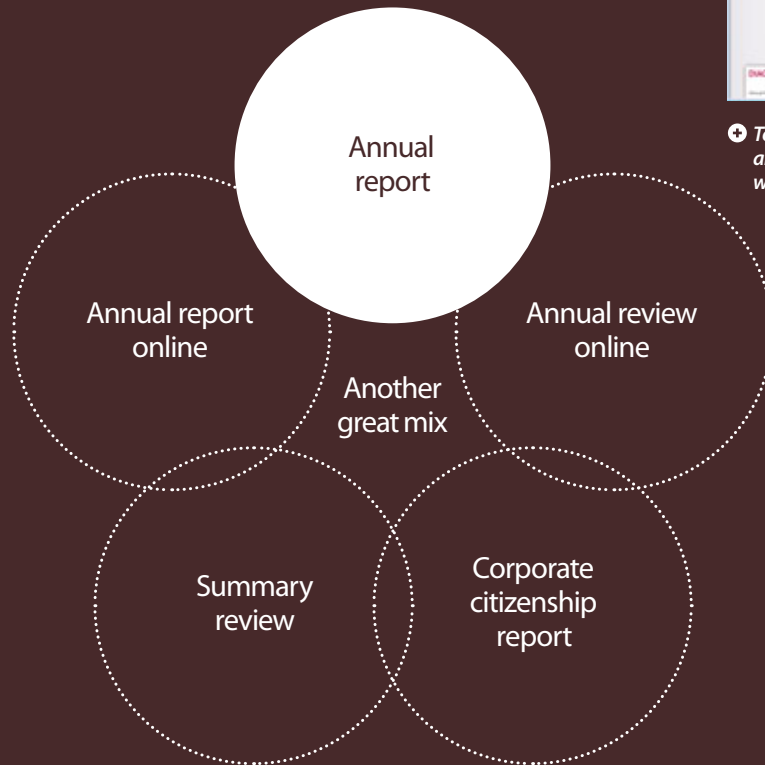 Annual
report
Annual report
online
Annual review
online
Another
great mix
Summary
review
Corporate
citizenship
report